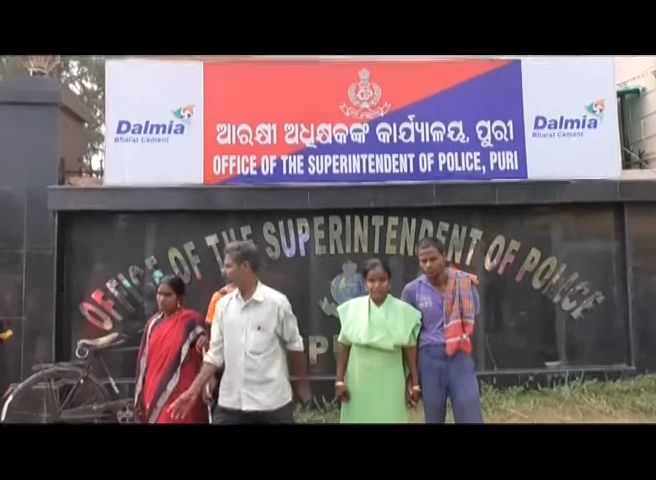 Dalmia
BHARAT Cement
ଆରକ୍ଷୀ ଅଧିକ୍ଷକଙ୍କ କାର୍ଯ୍ୟାଳୟ, ପୁରୀ
OFFICE OF THE SUPERINTENDENT OF POLICE, PURI
Dalmia
BHARAT Cement
OFFICE OF THE SUPERINTENDENT OF POLICE